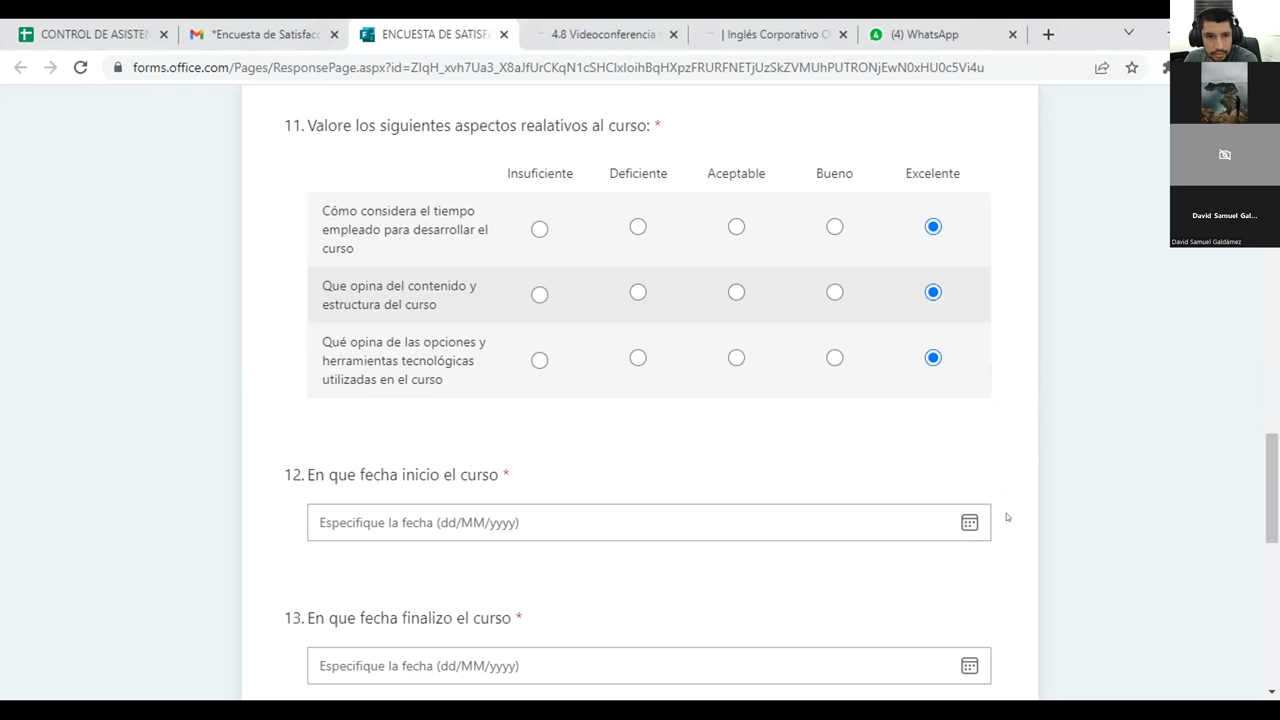 CONTROL DE ASISTEN
*Encuesta de Satisfacc
ENCUESTA DE SATISFA
4.8 Videoconferencia
| Inglés Corporativo
(4) WhatsApp
forms.office.com/Pages/ResponsePage.aspx?id=
11. Valore los siguientes aspectos realativos al curso: *
Insuficiente Deficiente Aceptable Bueno Excelente
Cómo considera el tiempo
empleado para desarrollar el
curso
Que opina del contenido y
estructura del curso
Qué opina de las opciones y
herramientas tecnológicas
utilizadas en el curso
12. En que fecha inicio el curso *
Especifique la fecha (dd/MM/yyyy)
13. En que fecha finalizo el curso *
Especifique la fecha (dd/MM/yyyy)
David Samuel Gal...
David Samuel Galdámez